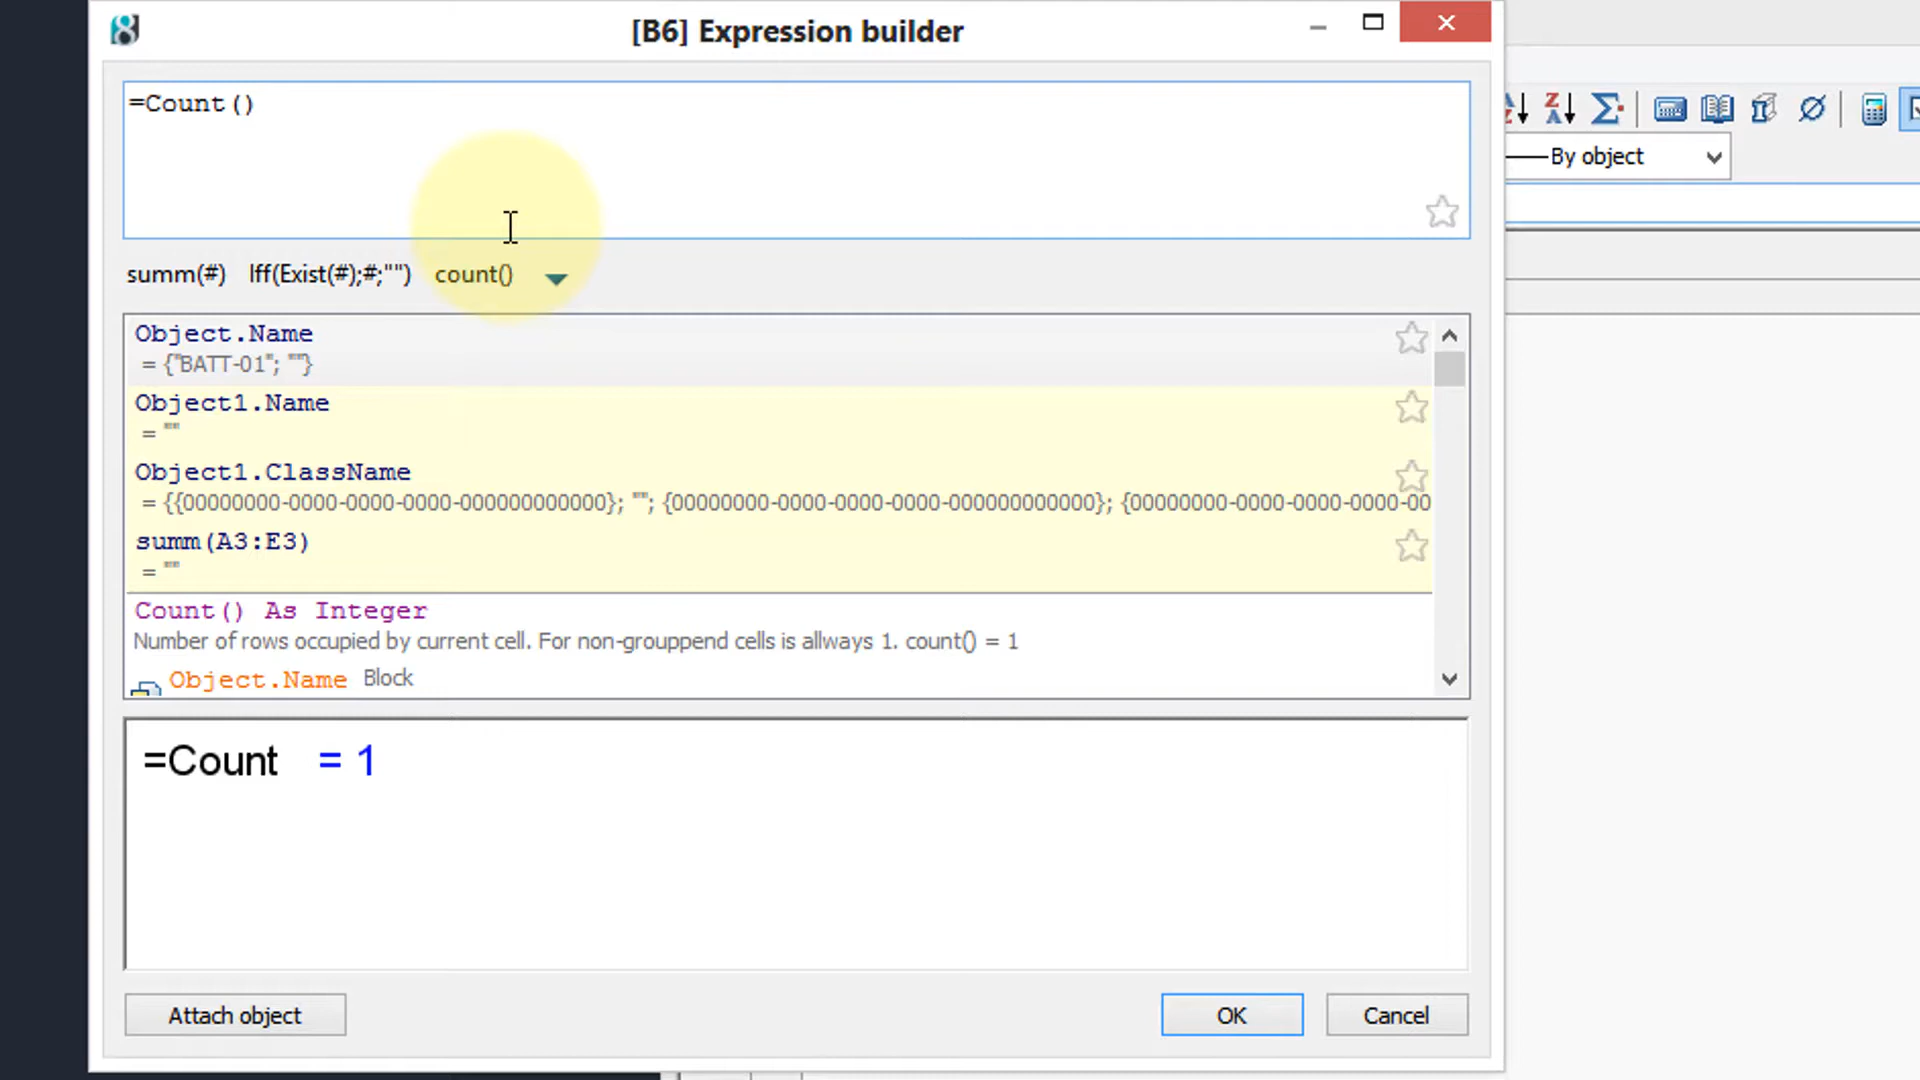 [B6] Expression builder
=Count()
By object
summ(#) Iff(Exist(#);#;"") count()
Object.Name
= {"BATT-01"; ""}
Object1.Name
= ""
Object1.ClassName
= {{00000000-0000-0000-0000-000000000000}; ""; {00000000-0000-0000-0000-000000000000}; {00000000-0000-0000-0000-00
summ(A3:E3)
= ""
Count() As Integer
Number of rows occupied by current cell. For non-grouppend cells is allways 1. count() = 1
Object.Name Block
=Count = 1
Attach object
OK
Cancel